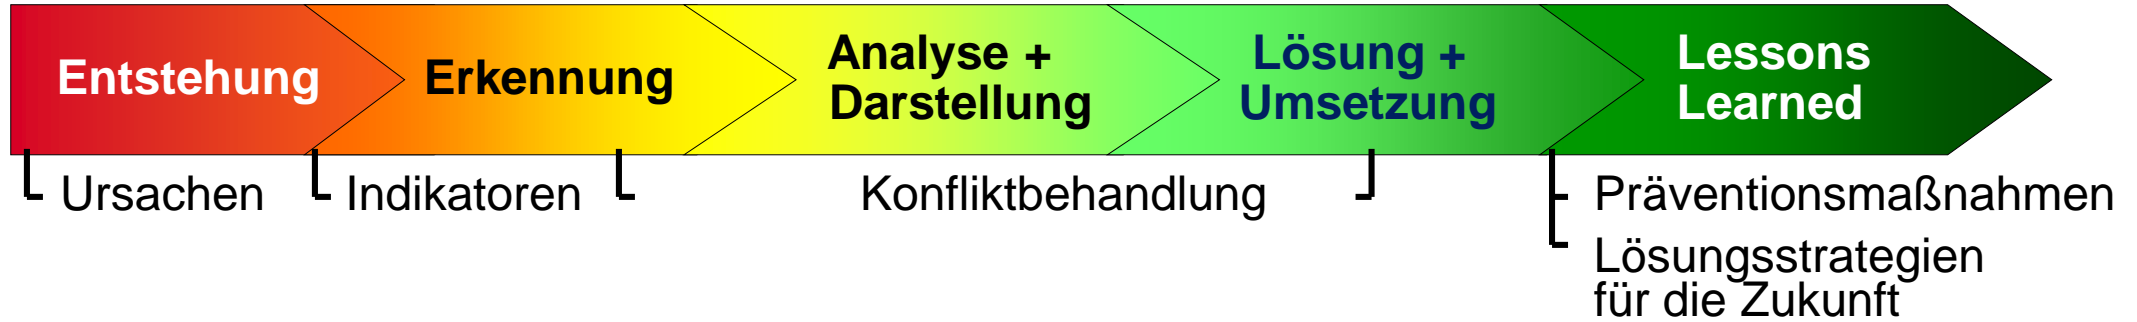 Entstehung
Erkennung
Analyse +
Darstellung
Lösung +
Umsetzung
Lessons
Learned
Ursachen
Indikatoren
Konfliktbehandlung
Präventionsmaßnahmen
Lösungsstrategien
für die Zukunft